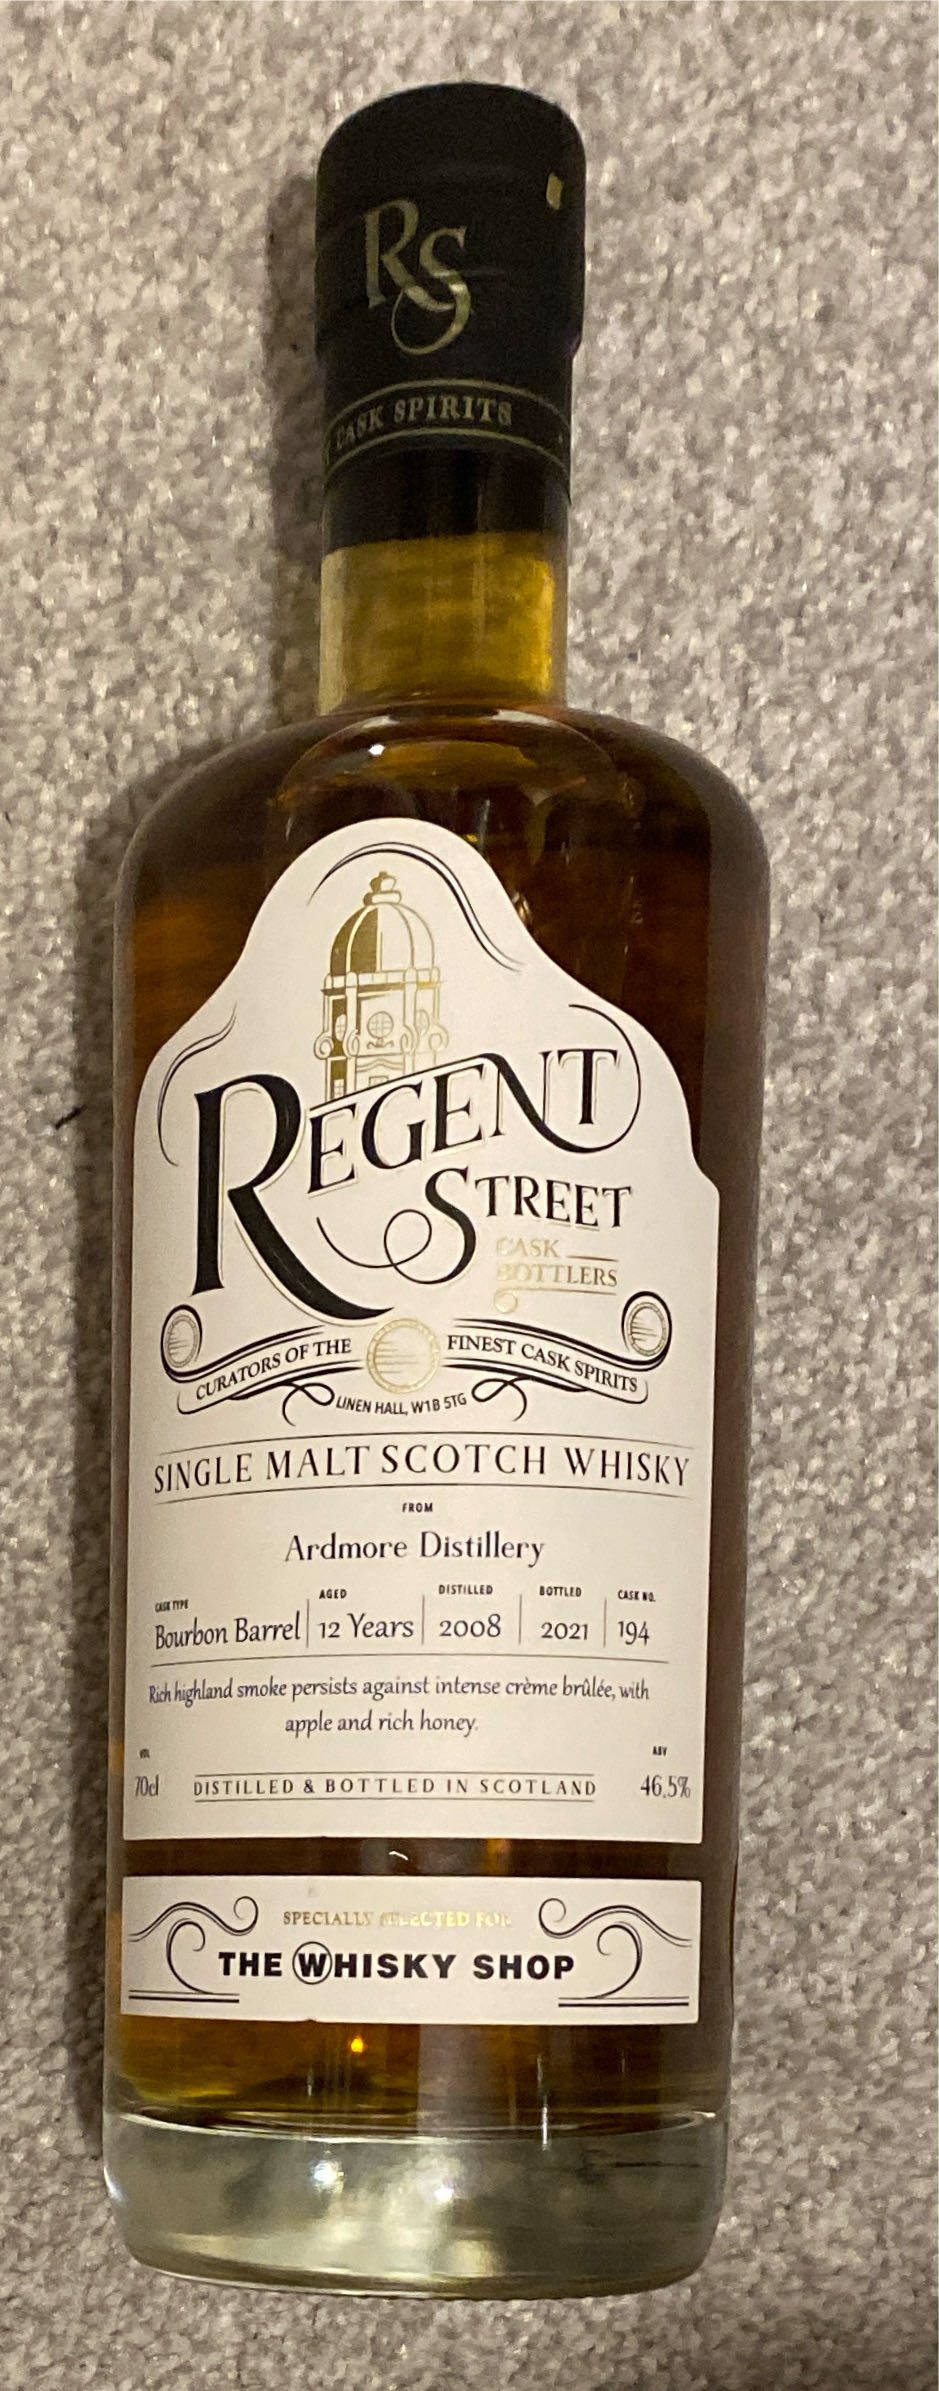 RS
CASK SPIRITS
REGENT
STREET
CASK
BOTTLERS
CURATORS OF THE FINEST CASK SPIRITS
LINEN HALL, W1B 5TG
SINGLE MALT SCOTCH WHISKY
FROM
Ardmore Distillery
CASK TYPE AGED DISTILLED BOTTLED CASK NO.
Bourbon Barrel 12 Years 2008 2021 194
Rich highland smoke persists against intense crème brûlée, with
apple and rich honey.
VOL ABV
70cl DISTILLED & BOTTLED IN SCOTLAND 46.5%
SPECIALLY SELECTED FOR
THE WHISKY SHOP